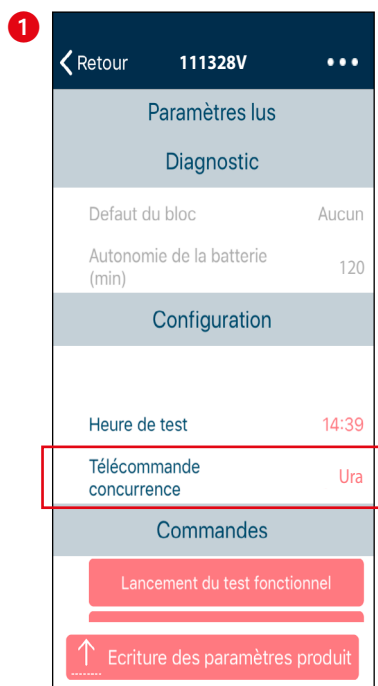 1
Retour 111328V •••
Paramètres lus
Diagnostic
Defaut du bloc Aucun
Autonomie de la batterie
(min) 120
Configuration
Heure de test 14:39
Télécommande
concurrence Ura
Commandes
Lancement du test fonctionnel
Ecriture des paramètres produit